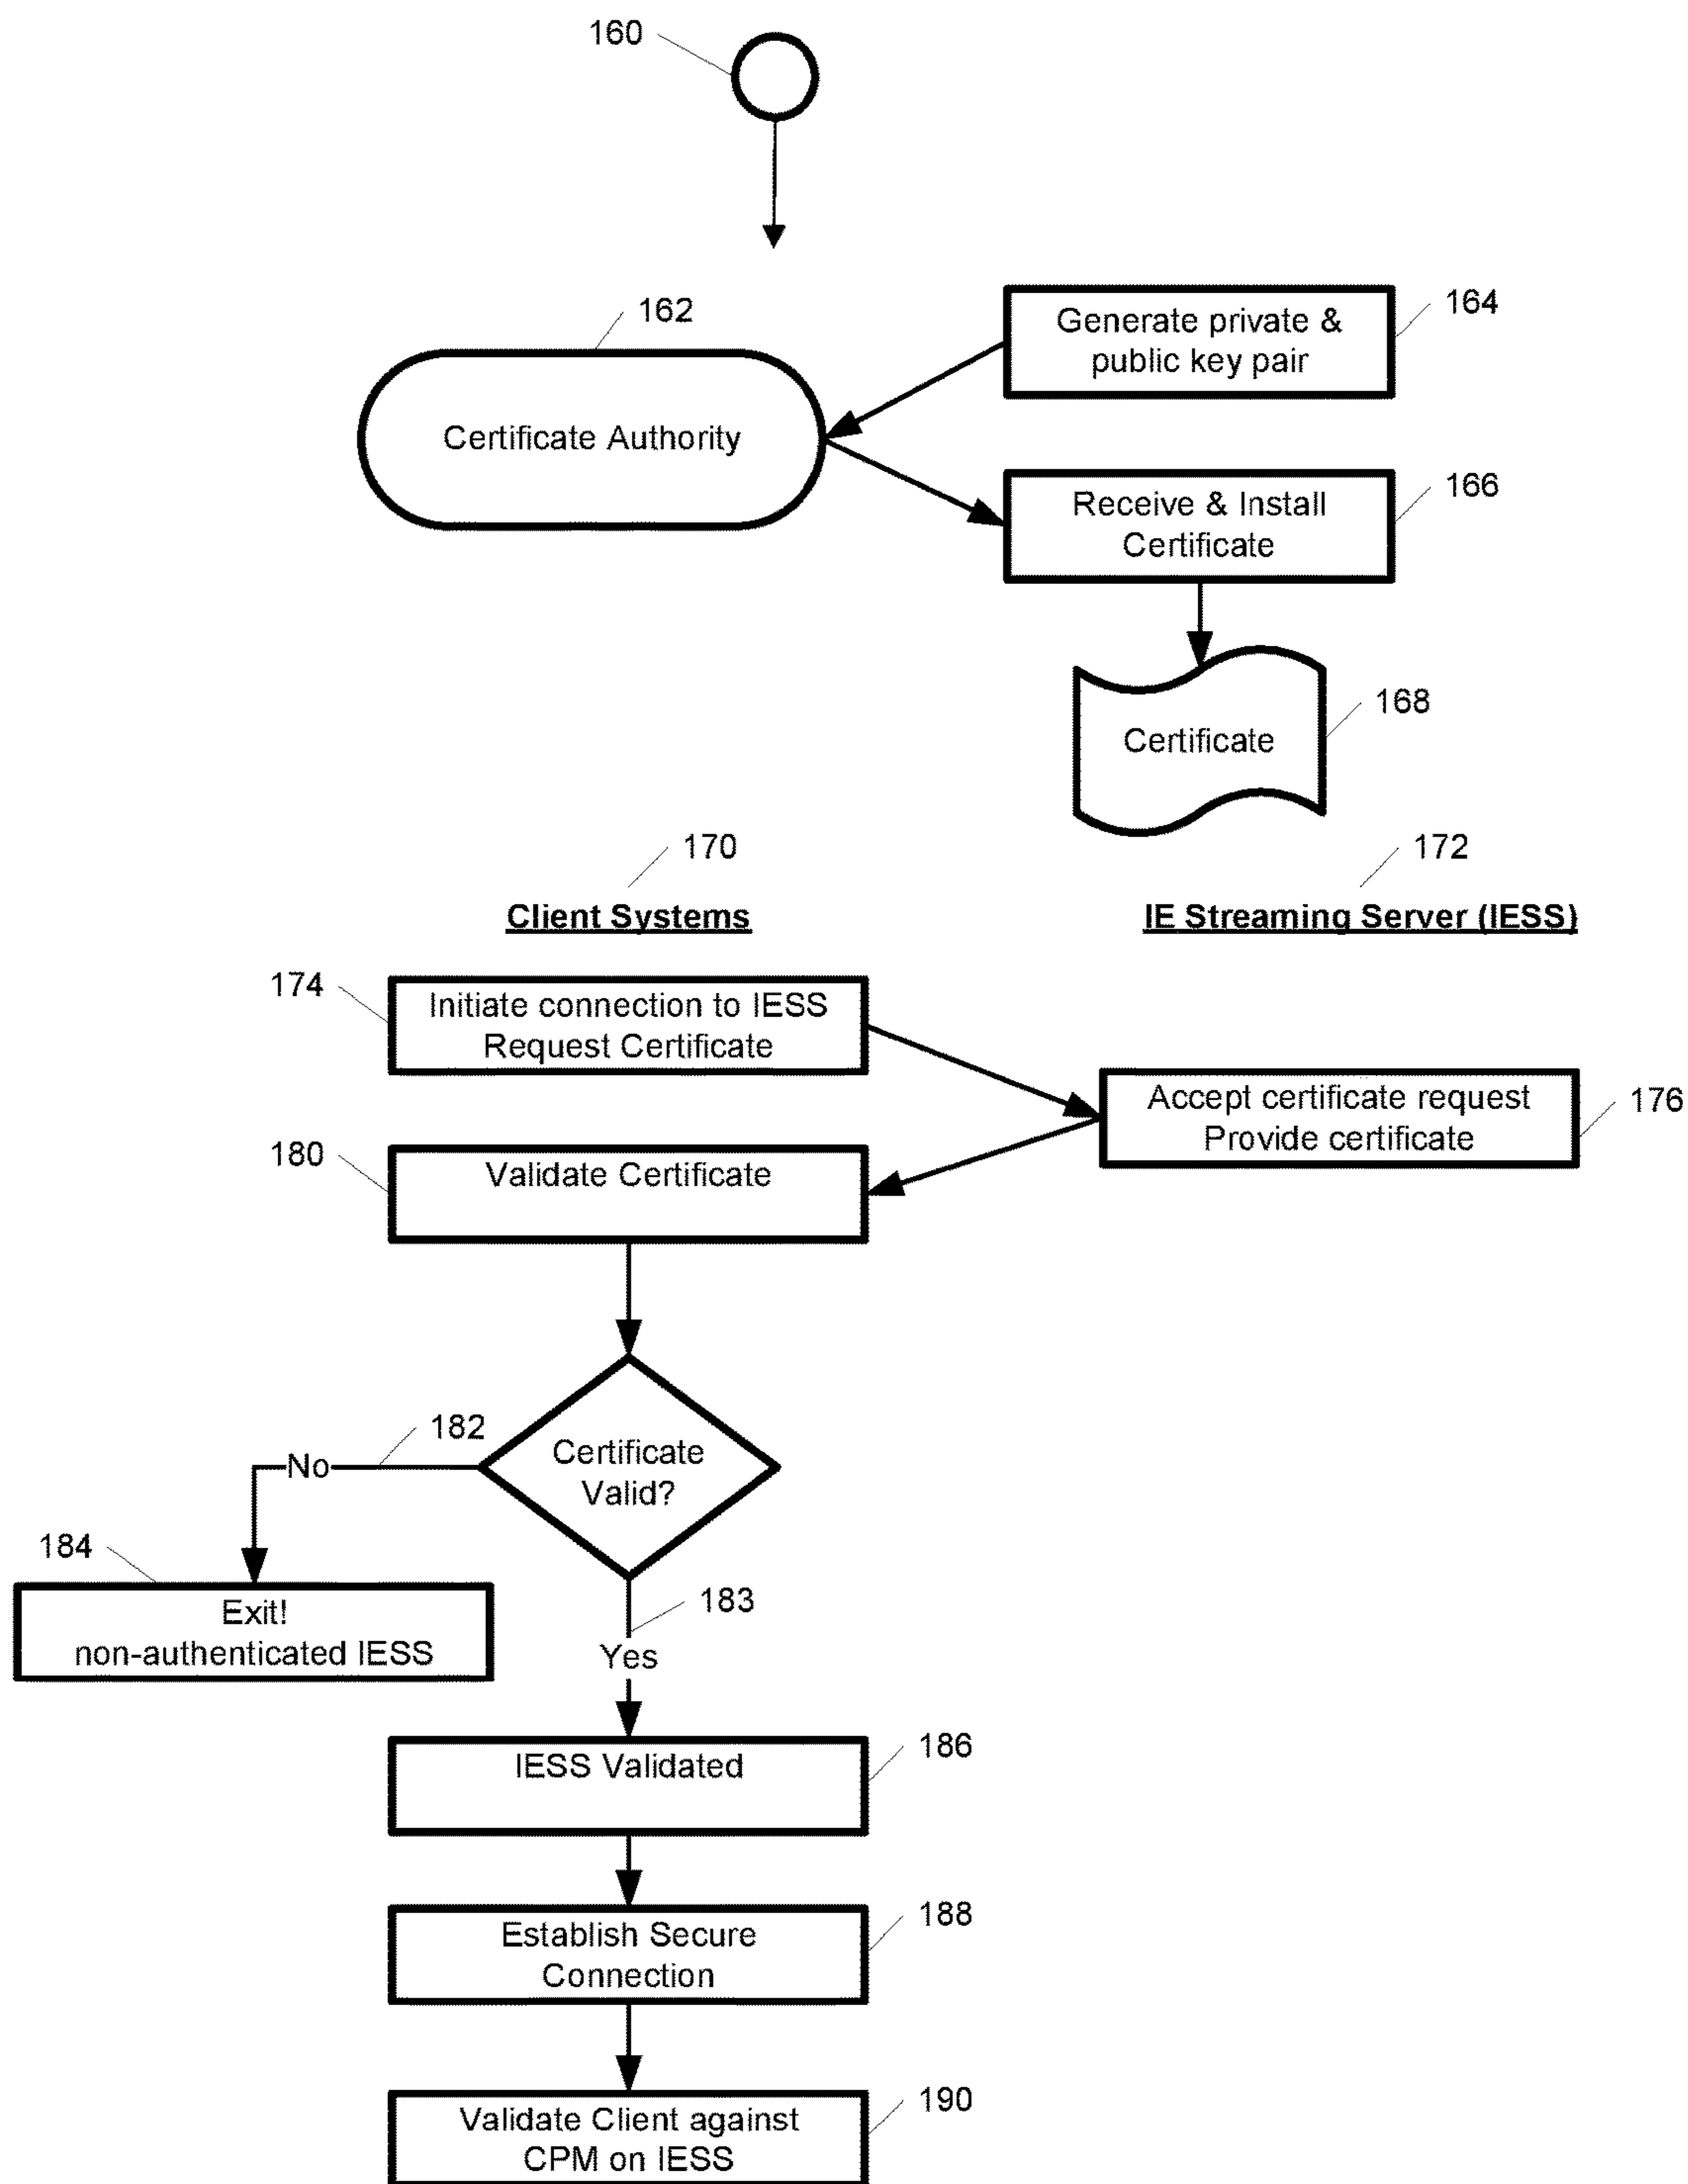 160
162
Generate private &
public key pair
164
Certificate Authority
Receive & Install
Certificate
166
Certificate
168
170
172
Client Systems
IE Streaming Server (IESS)
174
Initiate connection to IESS
Request Certificate
Accept certificate request
Provide certificate
176
180
Validate Certificate
182
Certificate
Valid?
No
184
Exit!
non-authenticated IESS
183
Yes
IESS Validated
186
Establish Secure
Connection
188
Validate Client against
CPM on IESS
190